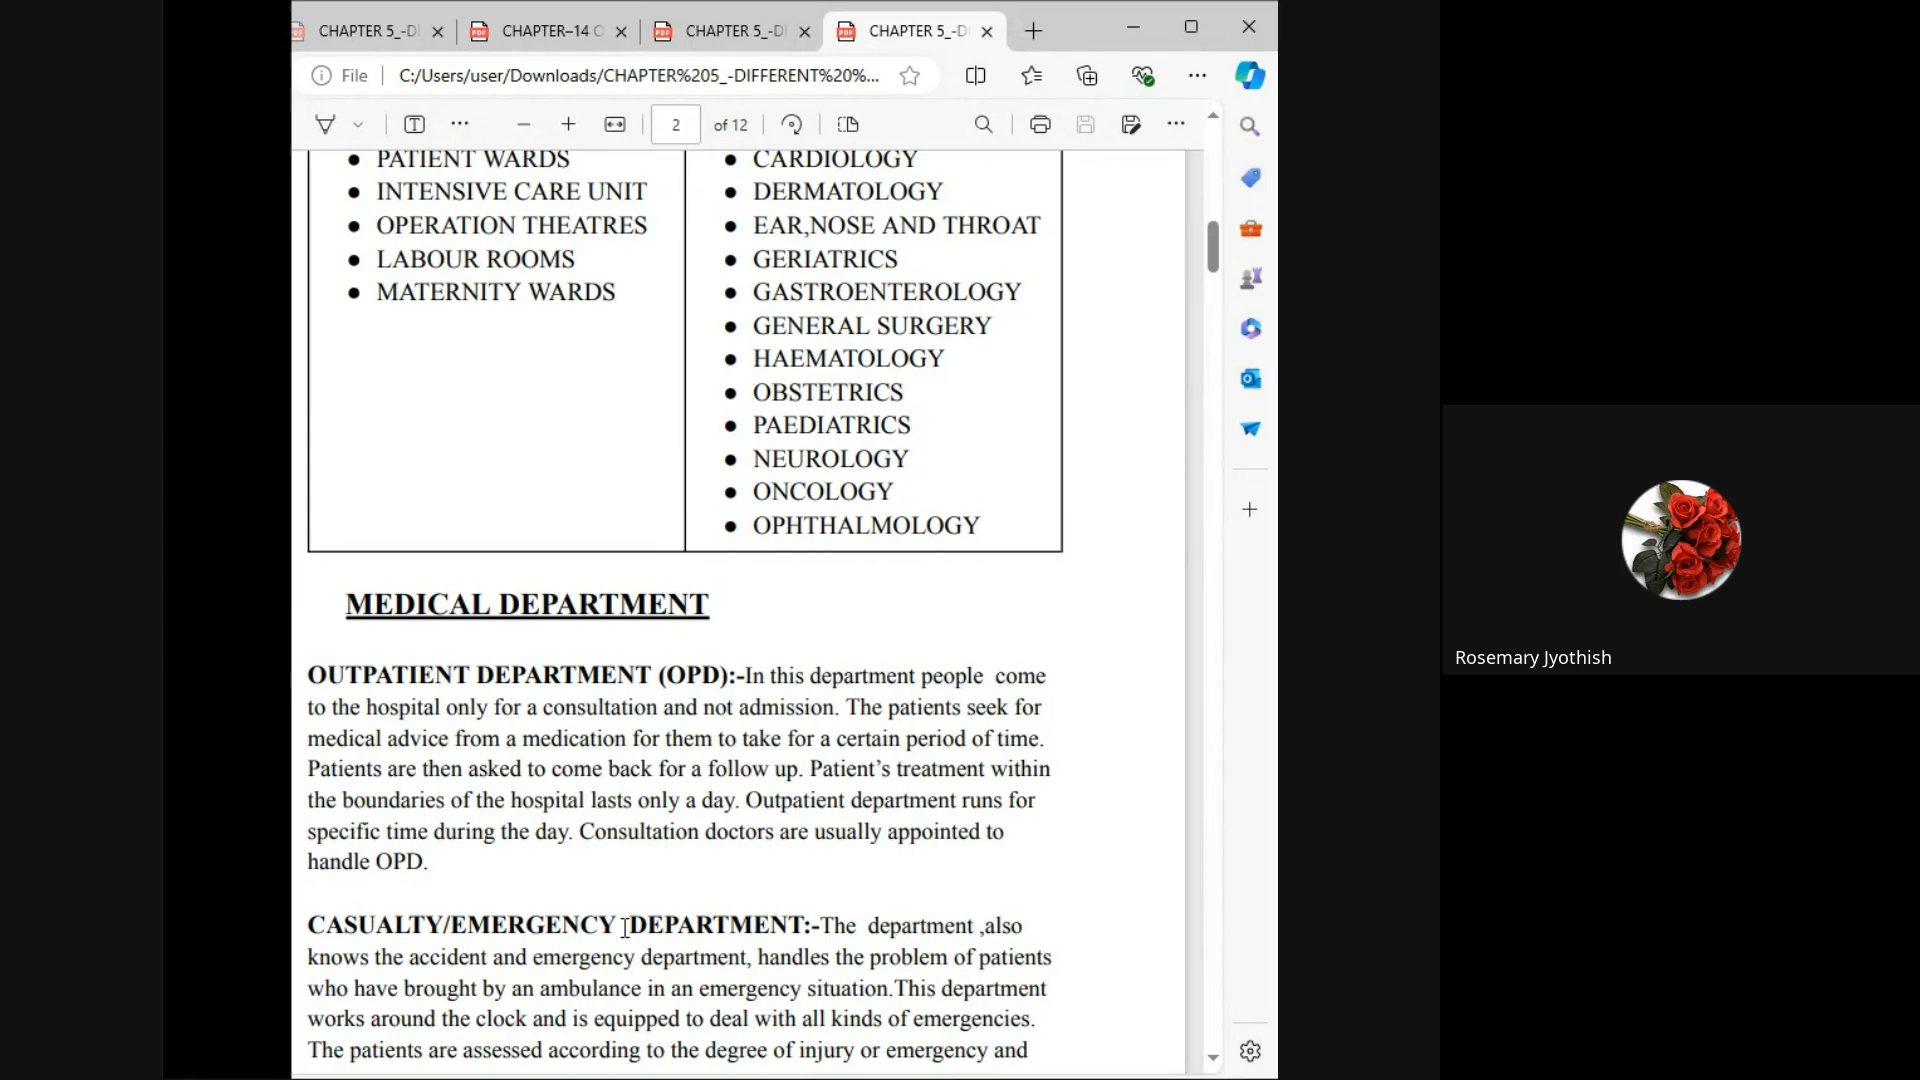 CHAPTER 5_-D
CHAPTER–14 O
CHAPTER 5_-D
CHAPTER 5_-D
File
C:/Users/user/Downloads/CHAPTER%205_-DIFFERENT%20%...
2 of 12
PATIENT WARDS
INTENSIVE CARE UNIT
OPERATION THEATRES
LABOUR ROOMS
MATERNITY WARDS
CARDIOLOGY
DERMATOLOGY
EAR,NOSE AND THROAT
GERIATRICS
GASTROENTEROLOGY
GENERAL SURGERY
HAEMATOLOGY
OBSTETRICS
PAEDIATRICS
NEUROLOGY
ONCOLOGY
OPHTHALMOLOGY
MEDICAL DEPARTMENT
OUTPATIENT DEPARTMENT (OPD):-In this department people come
to the hospital only for a consultation and not admission. The patients seek for
medical advice from a medication for them to take for a certain period of time.
Patients are then asked to come back for a follow up. Patient’s treatment within
the boundaries of the hospital lasts only a day. Outpatient department runs for
specific time during the day. Consultation doctors are usually appointed to
handle OPD.
CASUALTY/EMERGENCY DEPARTMENT:-The department ,also
knows the accident and emergency department, handles the problem of patients
who have brought by an ambulance in an emergency situation.This department
works around the clock and is equipped to deal with all kinds of emergencies.
The patients are assessed according to the degree of injury or emergency and
Rosemary Jyothish